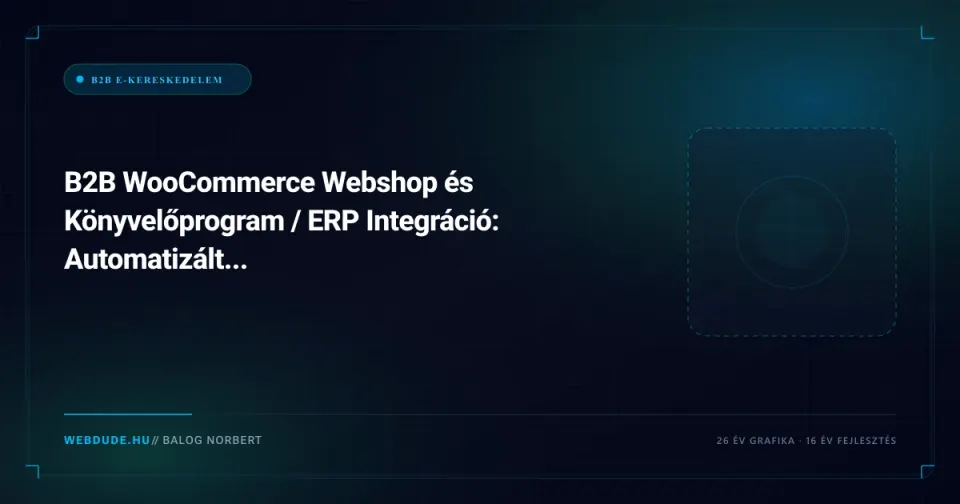 B2B E-KERESKEDELEM
B2B WooCommerce Webshop és
Könyvelőprogram / ERP Integráció:
Automatizált...
WEBDUDE.HU // BALOG NORBERT
26 ÉV GRAFIKA · 16 ÉV FEJLESZTÉS